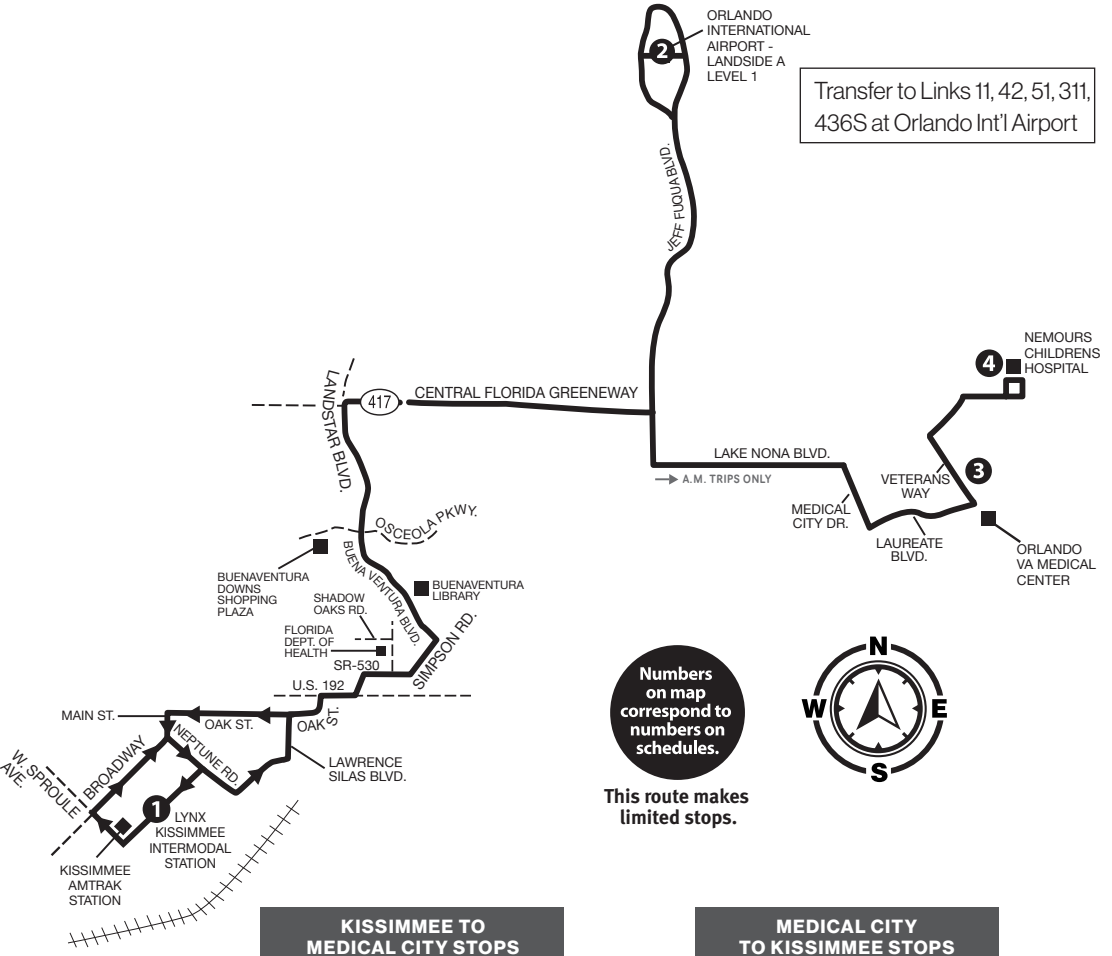 ORLANDO
INTERNATIONAL
AIRPORT -
LANDSIDE A
LEVEL 1
2
Transfer to Links 11, 42, 51, 311,
436S at Orlando Int'l Airport
JEFF FUQUA BLVD.
NEMOURS
CHILDRENS
HOSPITAL
4
LANDSTAR BLVD.
417
CENTRAL FLORIDA GREENEWAY
LAKE NONA BLVD.
A.M. TRIPS ONLY
VETERANS
WAY
3
MEDICAL
CITY DR.
LAUREATE
BLVD.
ORLANDO
VA MEDICAL
CENTER
OSCEOLA PKWY.
BUENAVENTURA
DOWNS
SHOPPING
PLAZA
BUENA VENTURA BLVD.
BUENAVENTURA
LIBRARY
SHADOW
OAKS RD.
FLORIDA
DEPT. OF
HEALTH
SR-530
SIMPSON RD.
U.S. 192
MAIN ST.
OAK ST.
OAK ST.
NEPTUNE RD.
BROADWAY
W. SPROULE
AVE.
LAWRENCE
SILAS BLVD.
1
LYNX
KISSIMMEE
INTERMODAL
STATION
KISSIMMEE
AMTRAK
STATION
Numbers
on map
correspond to
numbers on
schedules.
This route makes
limited stops.
N
W
E
S
KISSIMMEE TO
MEDICAL CITY STOPS
MEDICAL CITY
TO KISSIMMEE STOPS